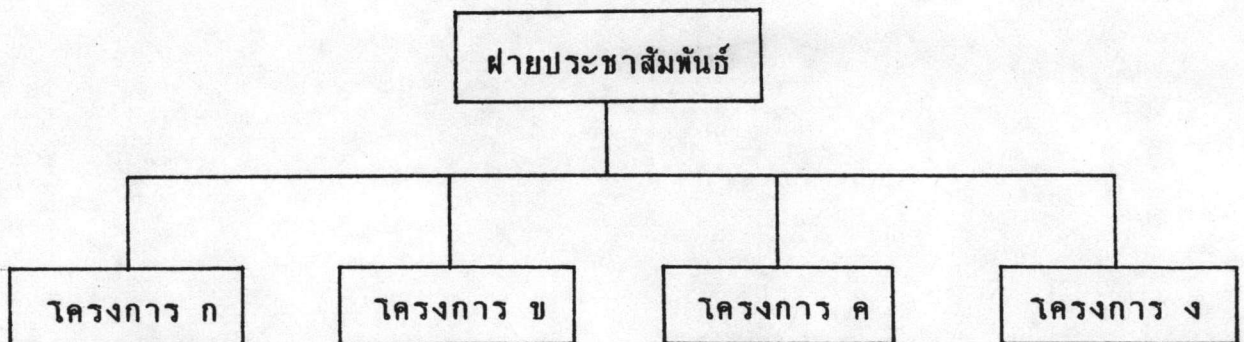 ฝ่ายประชาสัมพันธ์
โครงการ ก
โครงการ ข
โครงการ ค
โครงการ ง